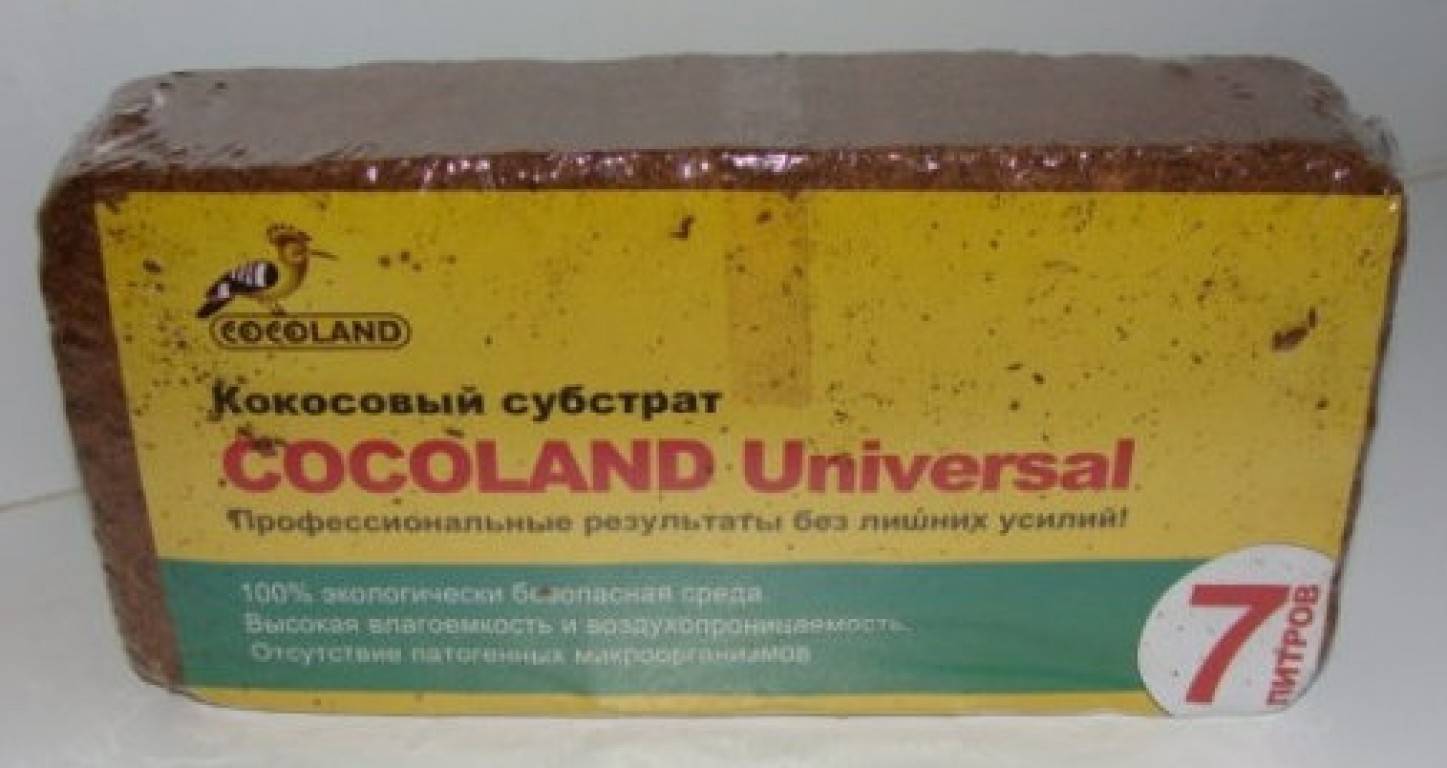 COCOLAND
Кокосовый субстрат
COCOLAND Universal
Профессиональные результаты без лишних усилий!
100% экологически безопасная среда
Высокая влагоемкость и воздухопроницаемость.
Отсутствие патогенных микроорганизмов
7 ЛИТРОВ